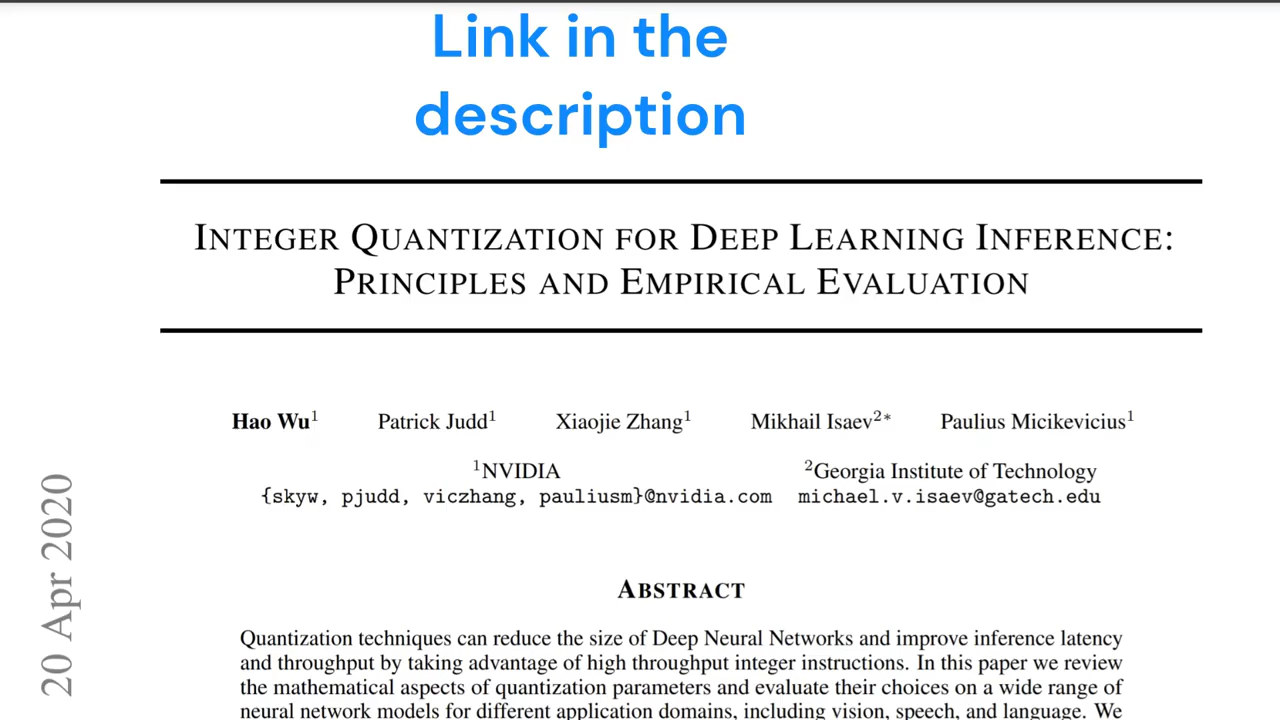 Link in the
description
INTEGER QUANTIZATION FOR DEEP LEARNING INFERENCE:
PRINCIPLES AND EMPIRICAL EVALUATION
Hao Wu¹ Patrick Judd¹ Xiaojie Zhang¹ Mikhail Isaev²* Paulius Micikevicius¹
¹NVIDIA ²Georgia Institute of Technology
{skyw, pjudd, viczhang, pauliusm}@nvidia.com michael.v.isaev@gatech.edu
20 Apr 2020
ABSTRACT
Quantization techniques can reduce the size of Deep Neural Networks and improve inference latency
and throughput by taking advantage of high throughput integer instructions. In this paper we review
the mathematical aspects of quantization parameters and evaluate their choices on a wide range of
neural network models for different application domains, including vision, speech, and language. We